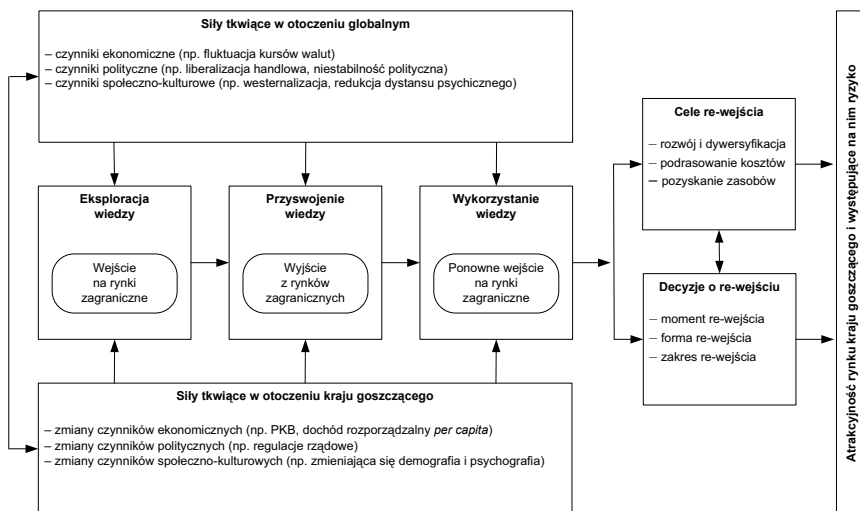 Siły tkwiące w otoczeniu globalnym
– czynniki ekonomiczne (np. fluktuacja kursów walut)
– czynniki polityczne (np. liberalizacja handlowa, niestabilność polityczna)
– czynniki społeczno-kulturowe (np. westernalizacja, redukcja dystansu psychicznego)
Eksploracja
wiedzy
Wejście
na rynki
zagraniczne
Przyswojenie
wiedzy
Wyjście
z rynków
zagranicznych
Wykorzystanie
wiedzy
Ponowne wejście
na rynki
zagraniczne
Siły tkwiące w otoczeniu kraju goszczącego
– zmiany czynników ekonomicznych (np. PKB, dochód rozporządzalny per capita)
– zmiany czynników politycznych (np. regulacje rządowe)
– zmiany czynników społeczno-kulturowych (np. zmieniająca się demografia i psychografia)
Cele re-wejścia
– rozwój i dywersyfikacja
– podrasowanie kosztów
– pozyskanie zasobów
Decyzje o re-wejściu
– moment re-wejścia
– forma re-wejścia
– zakres re-wejścia
Atrakcyjność rynku kraju goszczącego i występujące na nim ryzyko